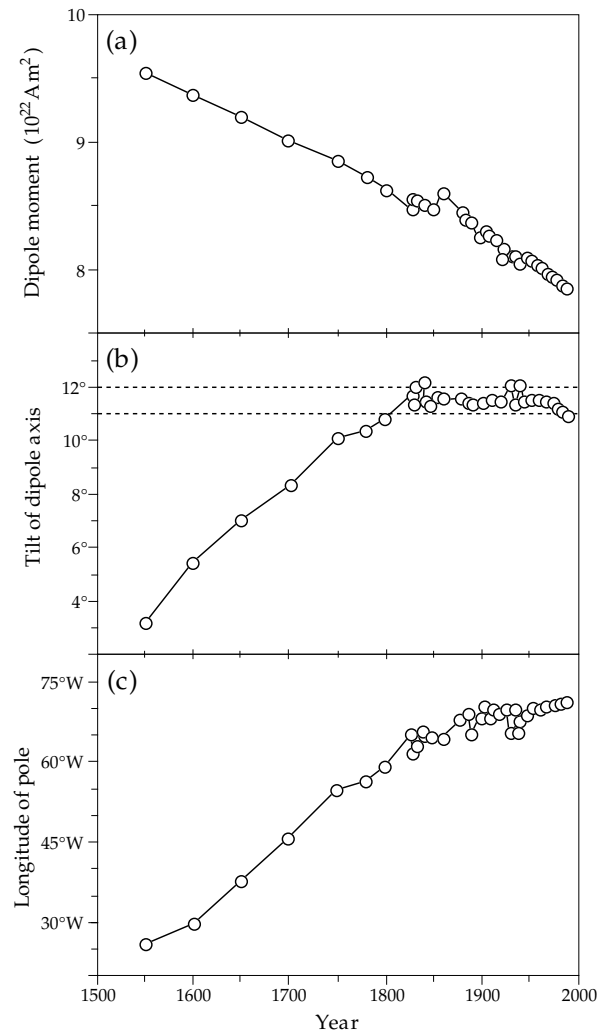 (a)
10
9
8
Dipole moment (10²² Am²)
(b)
12°
10°
8°
6°
4°
Tilt of dipole axis
(c)
75°W
60°W
45°W
30°W
Longitude of pole
1500 1600 1700 1800 1900 2000
Year